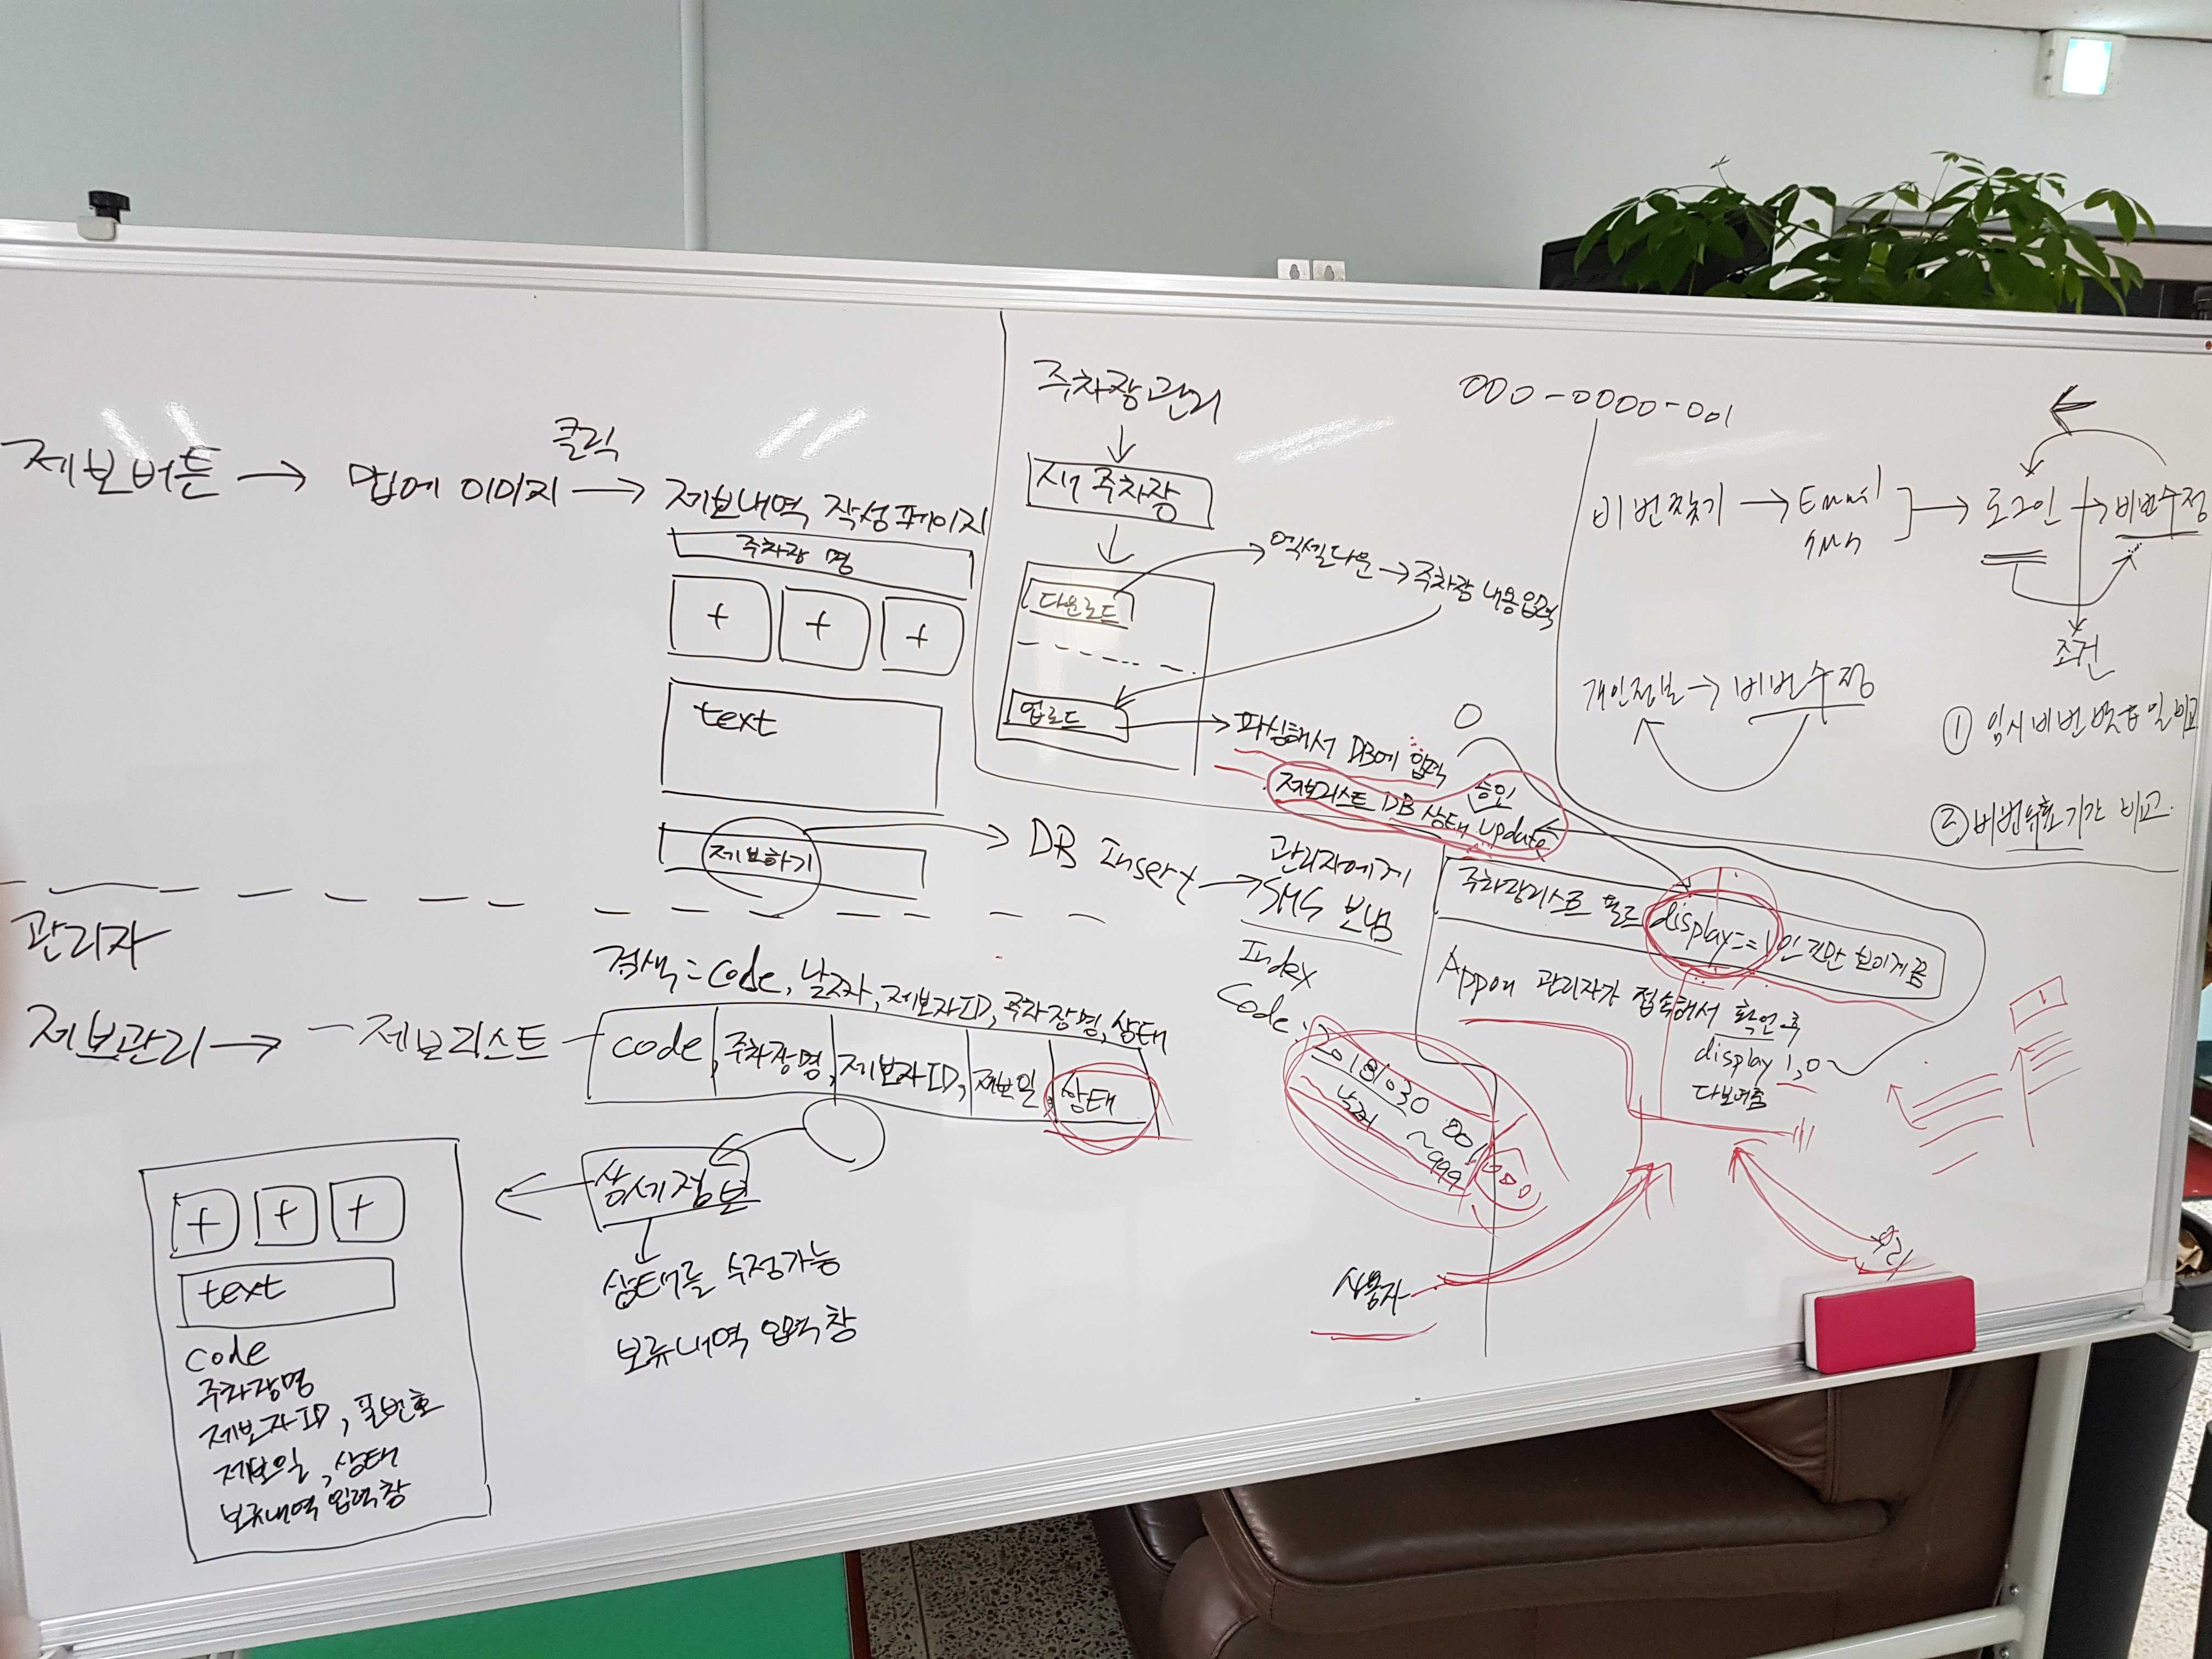 제보버튼 → 맵에 이미지 → 클릭 제보내역 작성페이지
주차장 명
+ + +
text
제보하기 → DB Insert → 관리자에게
SMS 보냄
Index
Code
20181030 001
날짜 ~999
000
주차장관리
새 주차장
다운로드 → 엑셀다운 → 주차장 내용입력
업로드 → 파싱해서 DB에 입력
승인
제보리스트 DB 상태 update
000-0000-001
비번찾기 → Email
SMS
→ 로그인 → 비번수정
조건
개인정보 → 비번수정
① 임시비번 발급일 비교
② 비번유효기간 비교.
주차장리스트 필드 display==1인 것만 보이게끔
App에 관리자가 접속해서 확인 후
display 1,0
다보여줌
사용자
우리
관리자
제보관리 → 제보리스트
검색=code, 날짜, 제보자ID, 주차장명, 상태
code, 주차장명, 제보자ID, 제보일, 상태
상세정보
상태를 수정가능
보류내역 입력창
+ + +
text
code
주차장명
제보자ID, 폰번호
제보일, 상태
보류내역 입력창